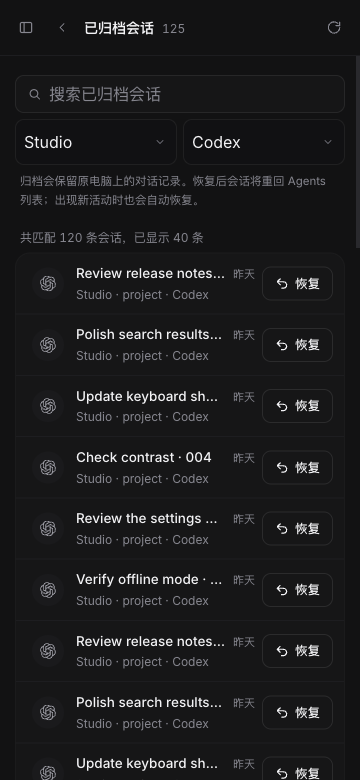 已归档会话 125
搜索已归档会话
Studio
Codex
归档会保留原电脑上的对话记录。恢复后会话将重回 Agents
列表；出现新活动时也会自动恢复。
共匹配 120 条会话，已显示 40 条
Review release notes... 昨天
Studio · project · Codex
恢复
Polish search results... 昨天
Studio · project · Codex
恢复
Update keyboard sh... 昨天
Studio · project · Codex
恢复
Check contrast · 004 昨天
Studio · project · Codex
恢复
Review the settings ... 昨天
Studio · project · Codex
恢复
Verify offline mode · ... 昨天
Studio · project · Codex
恢复
Review release notes... 昨天
Studio · project · Codex
恢复
Polish search results... 昨天
Studio · project · Codex
恢复
Update keyboard sh... 昨天
恢复